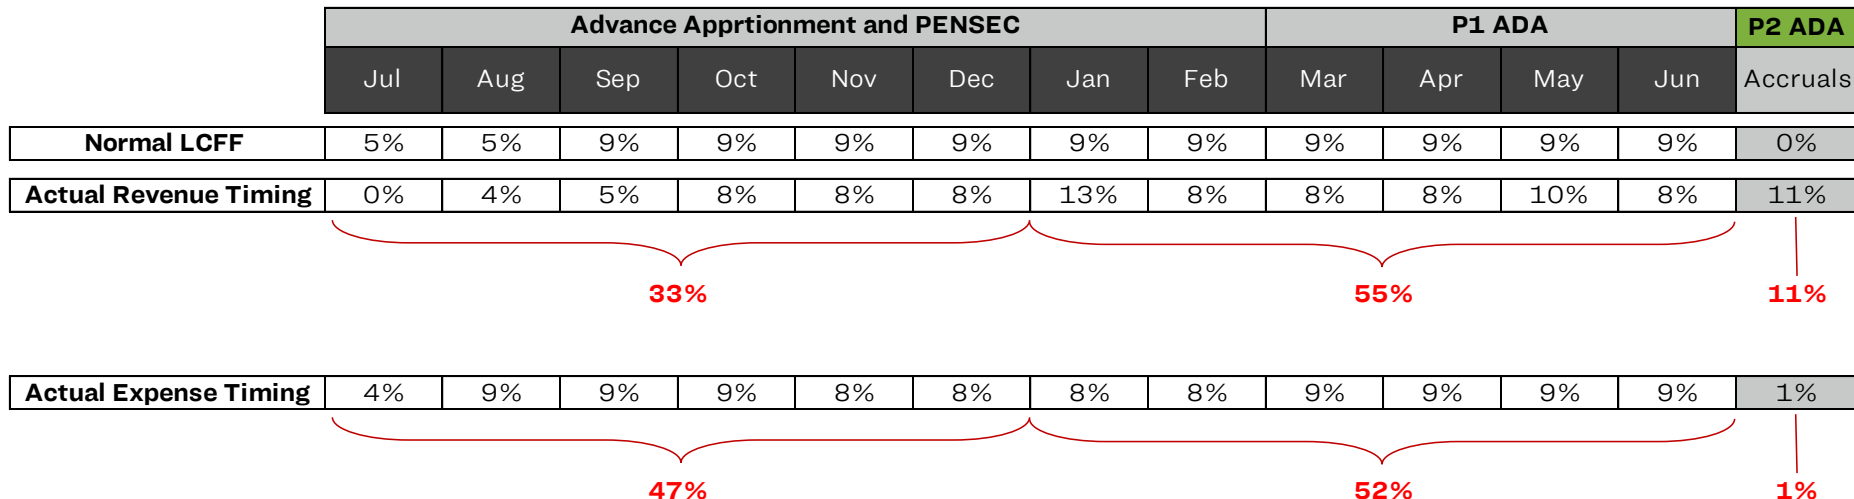 Advance Apprtionment and PENSEC P1 ADA P2 ADA
Jul Aug Sep Oct Nov Dec Jan Feb Mar Apr May Jun Accruals
Normal LCFF 5% 5% 9% 9% 9% 9% 9% 9% 9% 9% 9% 9% 0%
Actual Revenue Timing 0% 4% 5% 8% 8% 8% 13% 8% 8% 8% 10% 8% 11%
33% 55% 11%
Actual Expense Timing 4% 9% 9% 9% 8% 8% 8% 8% 9% 9% 9% 9% 1%
47% 52% 1%